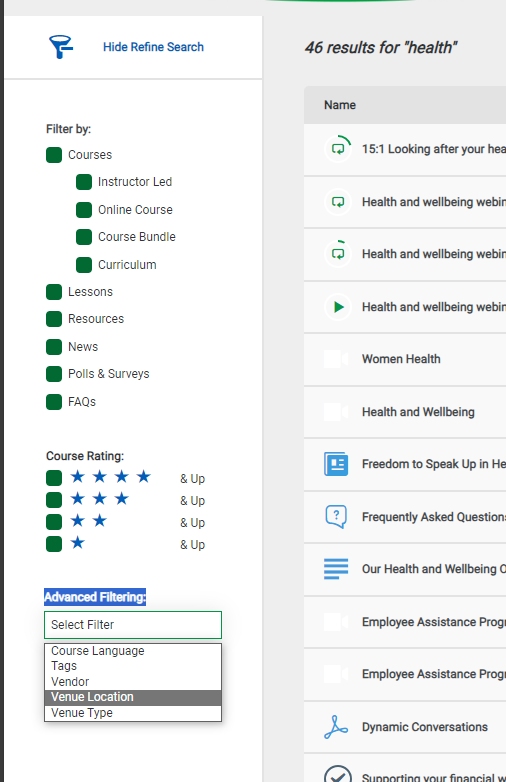 Hide Refine Search
Filter by:
Courses
Instructor Led
Online Course
Course Bundle
Curriculum
Lessons
Resources
News
Polls & Surveys
FAQs
Course Rating:
& Up
& Up
& Up
& Up
Advanced Filtering:
Select Filter
Course Language
Tags
Vendor
Venue Location
Venue Type
46 results for "health"
Name
15:1 Looking after your hea
Health and wellbeing webin
Health and wellbeing webin
Health and wellbeing webin
Women Health
Health and Wellbeing
Freedom to Speak Up in He
Frequently Asked Questions
Our Health and Wellbeing O
Employee Assistance Progr
Employee Assistance Progr
Dynamic Conversations
Supporting your financial w